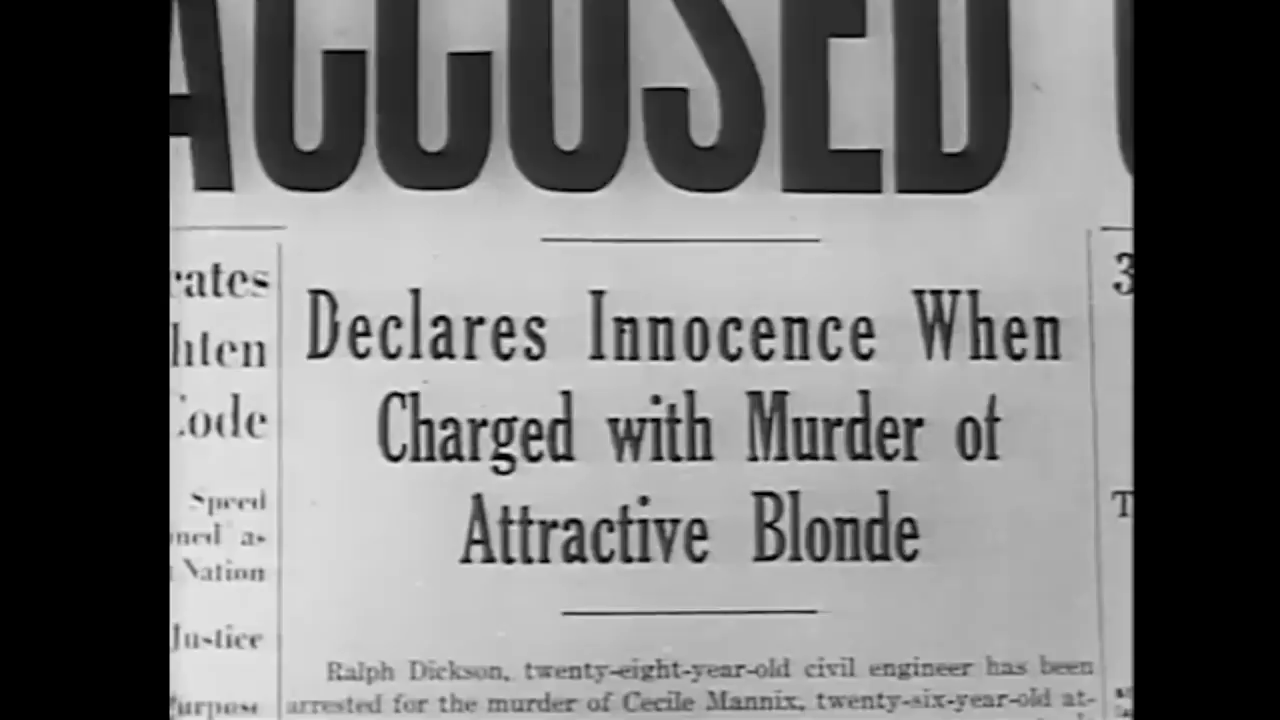 ACCUSED
Declares Innocence When
Charged with Murder of
Attractive Blonde
Ralph Dickson, twenty-eight-year-old civil engineer has been
arrested for the murder of Cecile Mannix, twenty-six-year-old at-
rates
hten
Code
Speed
ned as
Nation
Justice
Purpose
3
T